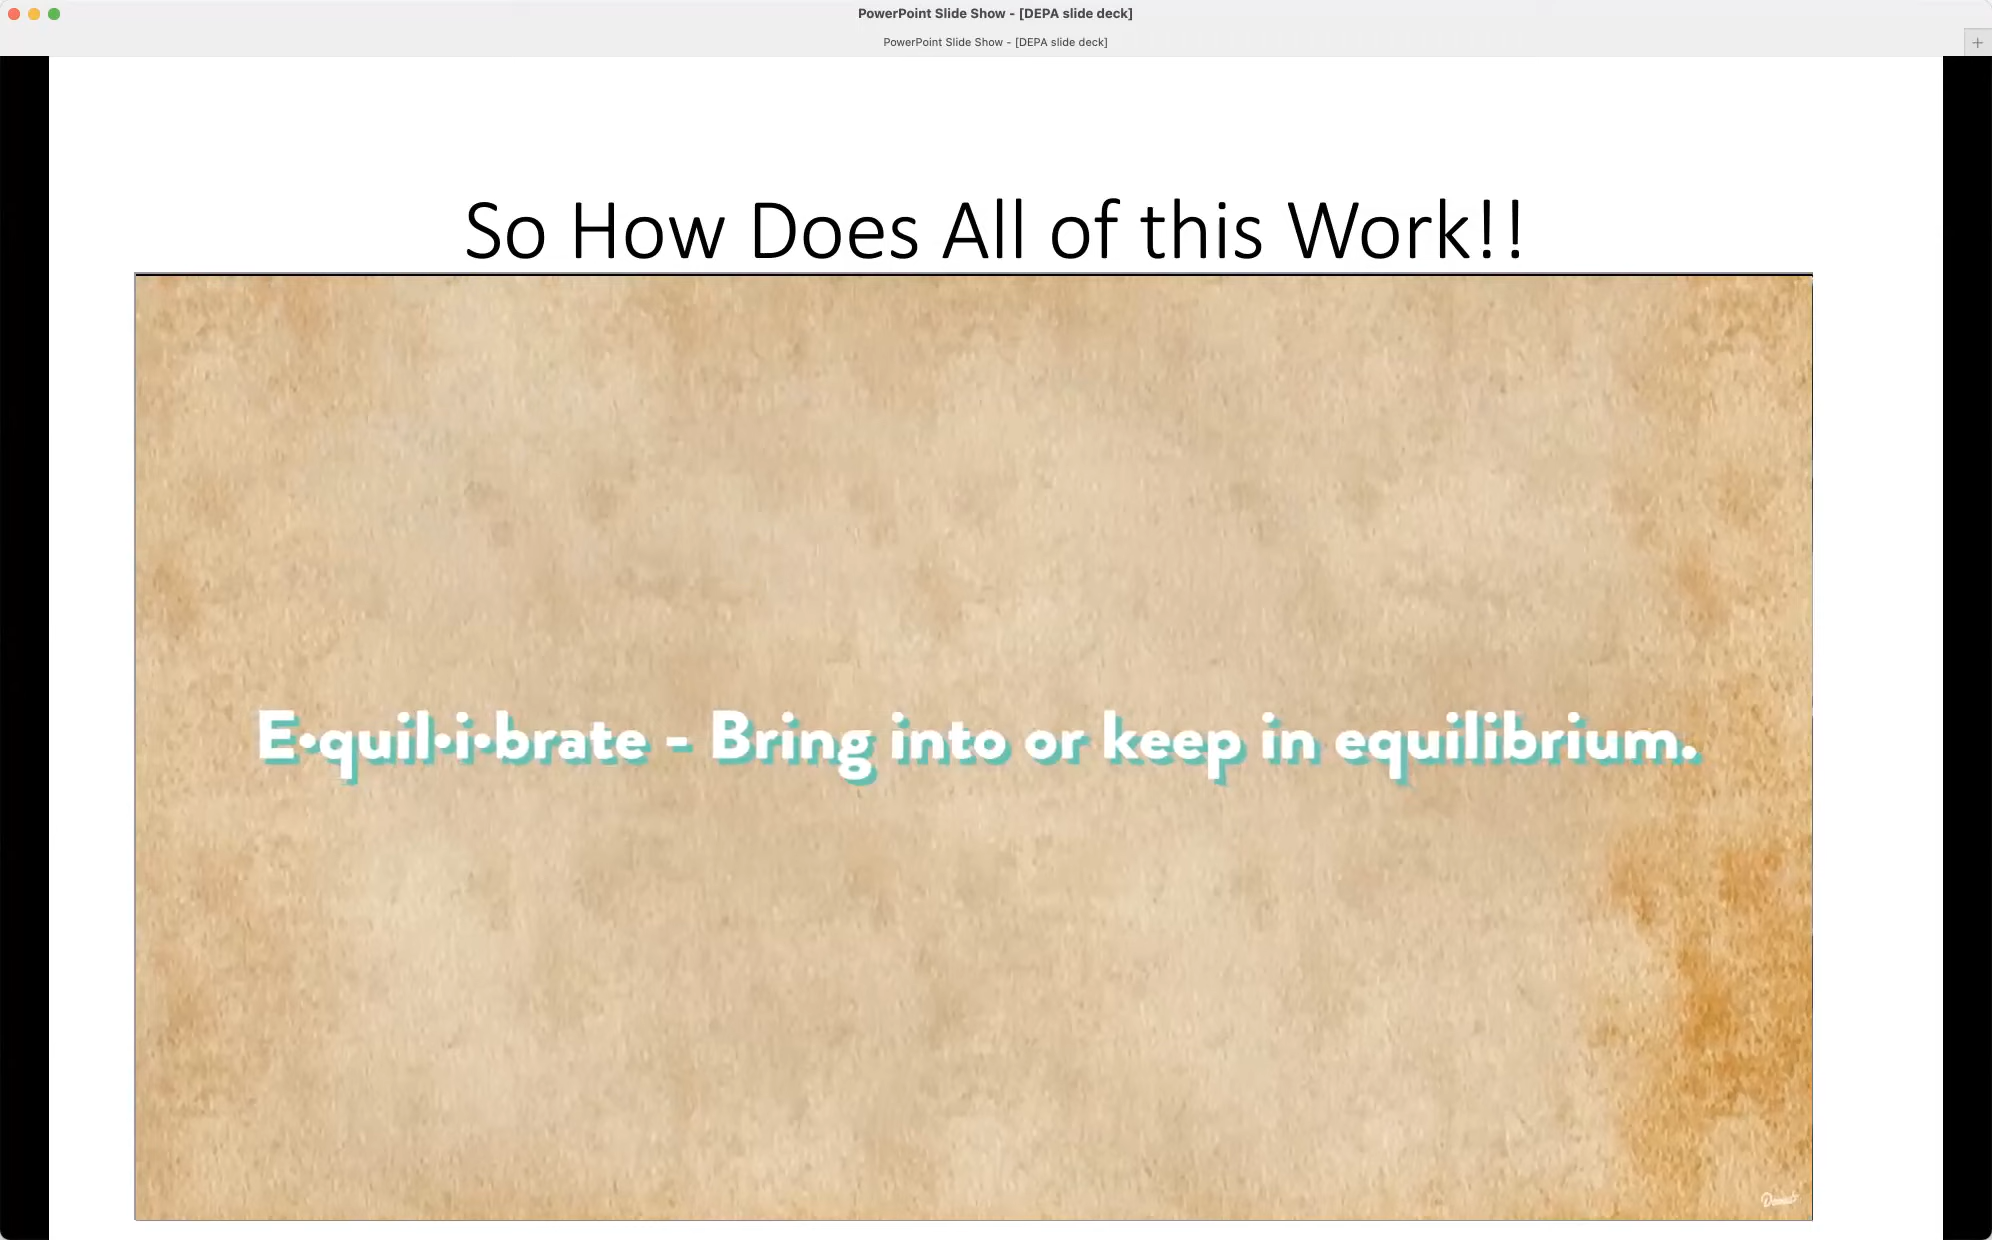 PowerPoint Slide Show - [DEPA slide deck]
PowerPoint Slide Show - [DEPA slide deck]
So How Does All of this Work!!
E•quil•i•brate - Bring into or keep in equilibrium.
Donut